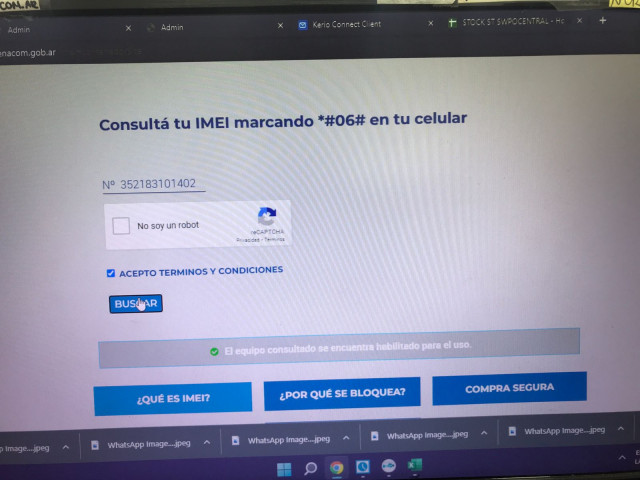 Admin
Admin
Kerio Connect Client
STOCK ST SWPOCENTRAL - Ho
enacom.gob.ar
Consultá tu IMEI marcando *#06# en tu celular
Nº 352183101402
No soy un robot
reCAPTCHA
Privacidad - Términos
ACEPTO TERMINOS Y CONDICIONES
BUSCAR
El equipo consultado se encuentra habilitado para el uso.
¿QUÉ ES IMEI?
¿POR QUÉ SE BLOQUEA?
COMPRA SEGURA
p Image....jpeg
WhatsApp Image....jpeg
WhatsApp Image....jpeg
WhatsApp Image....jpeg
WhatsApp Image....jpeg